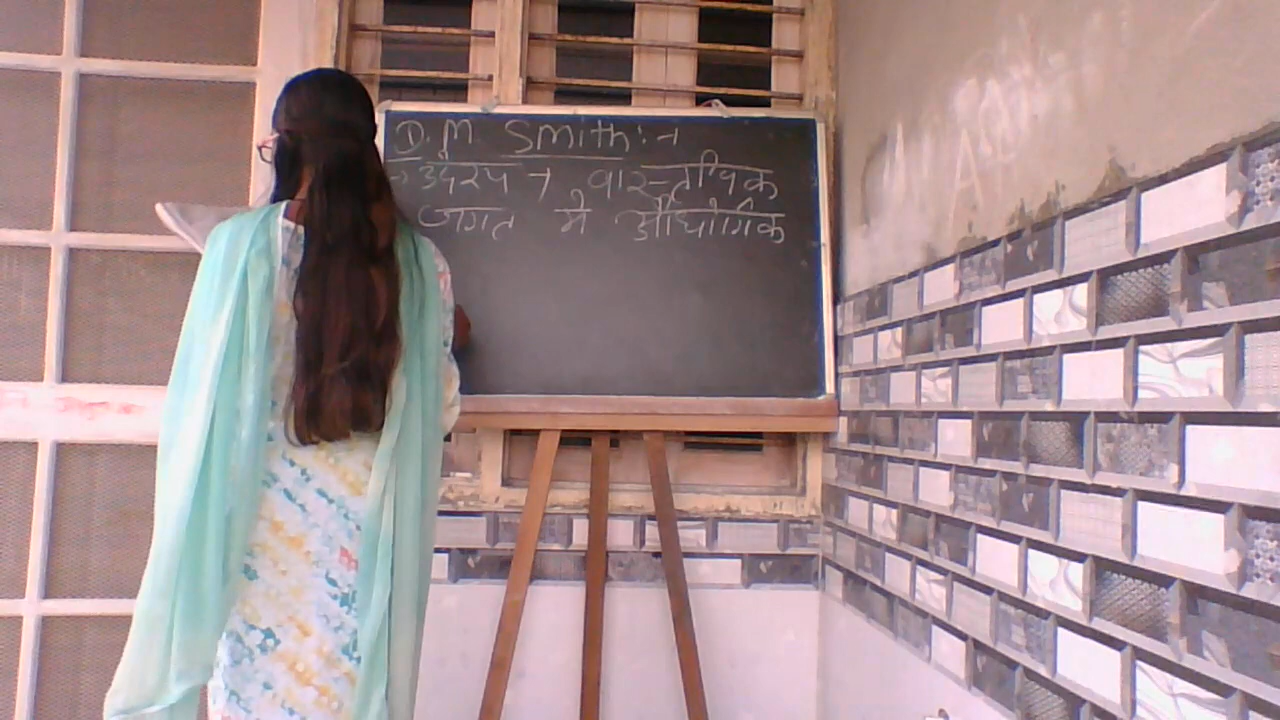 D.M. Smith:→
→ उदेश्य → वास्तविक
जगत में औद्योगिक